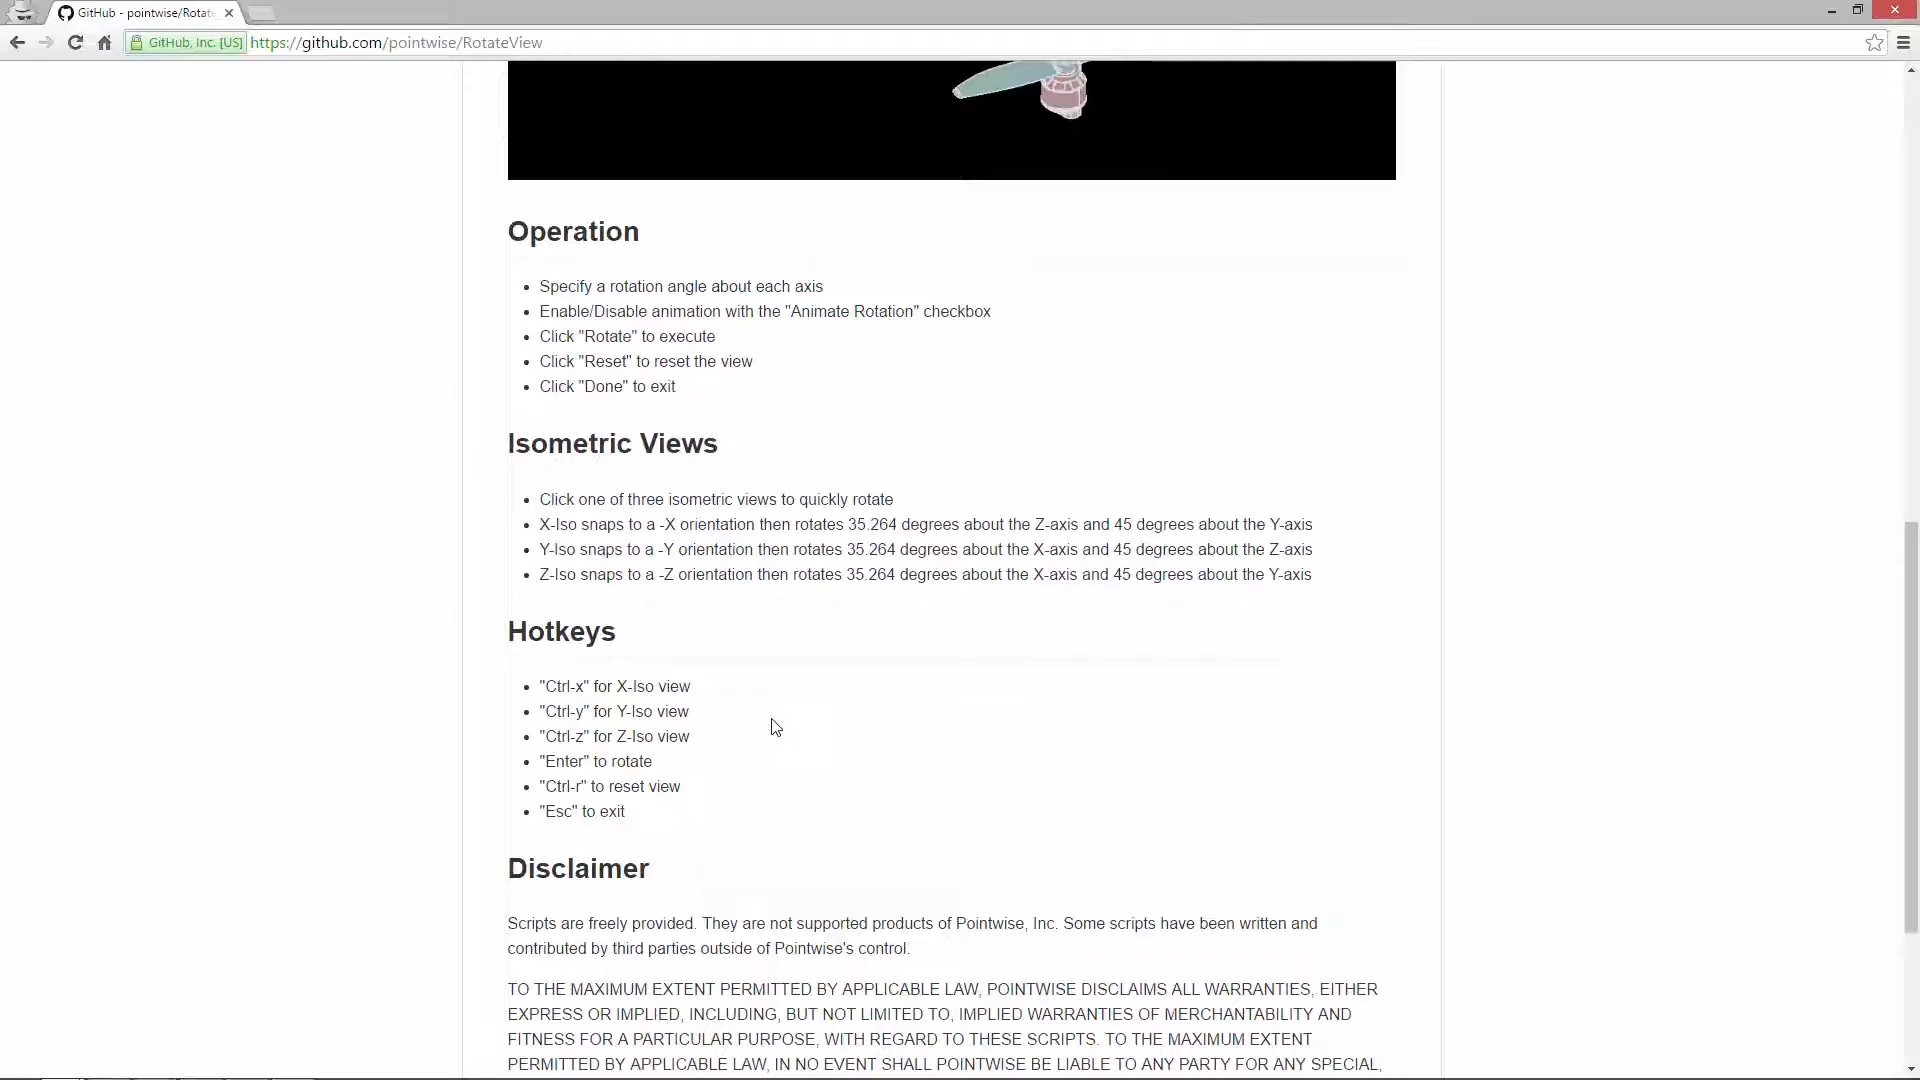 GitHub - pointwise/Rotat
GitHub, Inc. [US] https://github.com/pointwise/RotateView
Operation
Specify a rotation angle about each axis
Enable/Disable animation with the "Animate Rotation" checkbox
Click "Rotate" to execute
Click "Reset" to reset the view
Click "Done" to exit
Isometric Views
Click one of three isometric views to quickly rotate
X-Iso snaps to a -X orientation then rotates 35.264 degrees about the Z-axis and 45 degrees about the Y-axis
Y-Iso snaps to a -Y orientation then rotates 35.264 degrees about the X-axis and 45 degrees about the Z-axis
Z-Iso snaps to a -Z orientation then rotates 35.264 degrees about the X-axis and 45 degrees about the Y-axis
Hotkeys
"Ctrl-x" for X-Iso view
"Ctrl-y" for Y-Iso view
"Ctrl-z" for Z-Iso view
"Enter" to rotate
"Ctrl-r" to reset view
"Esc" to exit
Disclaimer
Scripts are freely provided. They are not supported products of Pointwise, Inc. Some scripts have been written and
contributed by third parties outside of Pointwise's control.
TO THE MAXIMUM EXTENT PERMITTED BY APPLICABLE LAW, POINTWISE DISCLAIMS ALL WARRANTIES, EITHER
EXPRESS OR IMPLIED, INCLUDING, BUT NOT LIMITED TO, IMPLIED WARRANTIES OF MERCHANTABILITY AND
FITNESS FOR A PARTICULAR PURPOSE, WITH REGARD TO THESE SCRIPTS. TO THE MAXIMUM EXTENT
PERMITTED BY APPLICABLE LAW, IN NO EVENT SHALL POINTWISE BE LIABLE TO ANY PARTY FOR ANY SPECIAL,